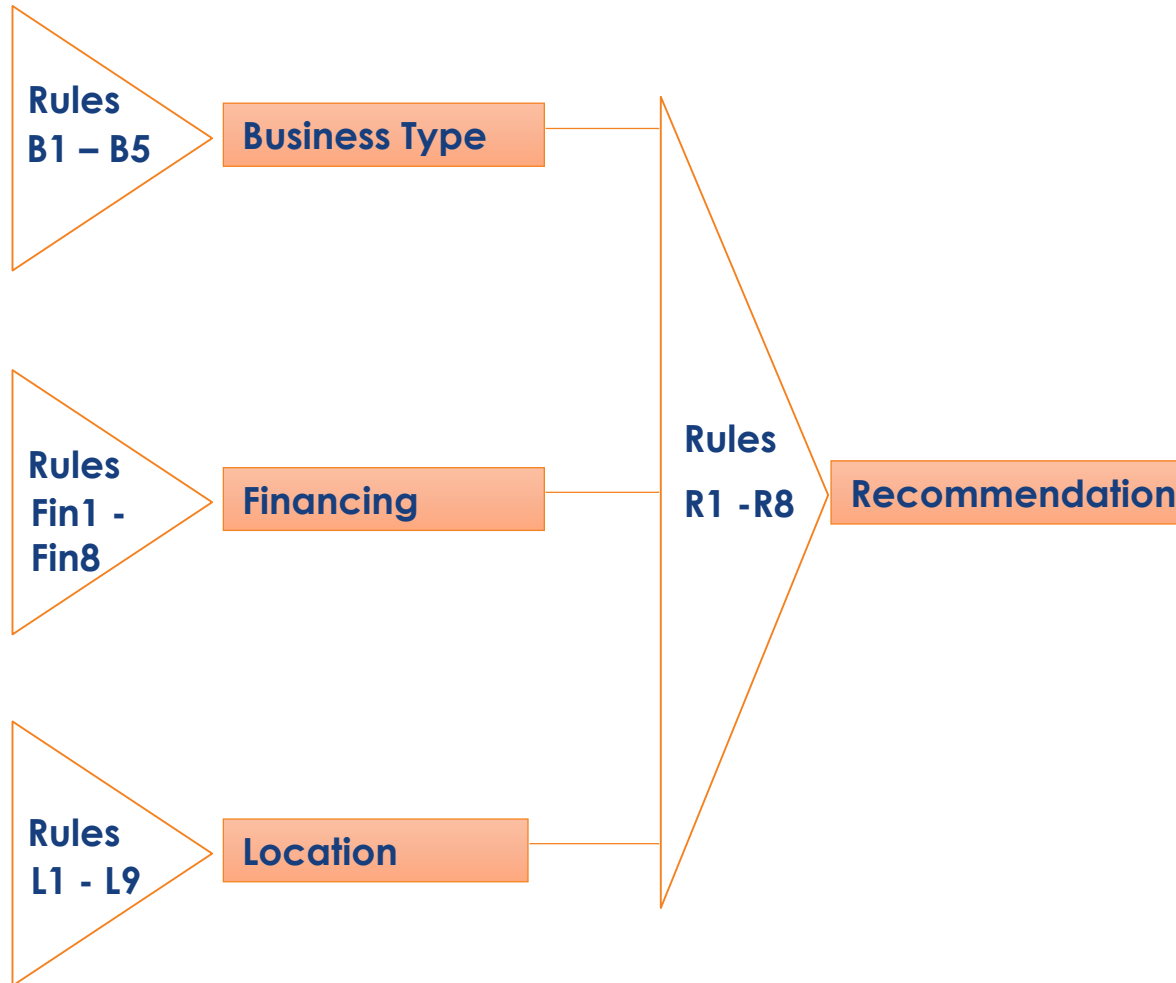 Rules
B1 – B5
Business Type
Rules
Fin1 -
Fin8
Financing
Rules
L1 - L9
Location
Rules
R1 -R8
Recommendation